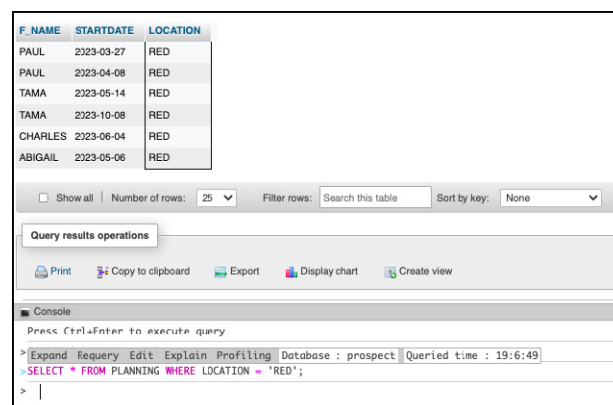 F_NAME STARTDATE LOCATION
PAUL 2023-03-27 RED
PAUL 2023-04-08 RED
TAMA 2023-05-14 RED
TAMA 2023-10-08 RED
CHARLES 2023-06-04 RED
ABIGAIL 2023-05-06 RED
Show all | Number of rows: 25 Filter rows: Search this table Sort by key: None
Query results operations
Print Copy to clipboard Export Display chart Create view
Console
Press Ctrl+Enter to execute query
> Expand Requery Edit Explain Profiling Database : prospect Queried time : 19:6:49
>SELECT * FROM PLANNING WHERE LOCATION = 'RED';
>